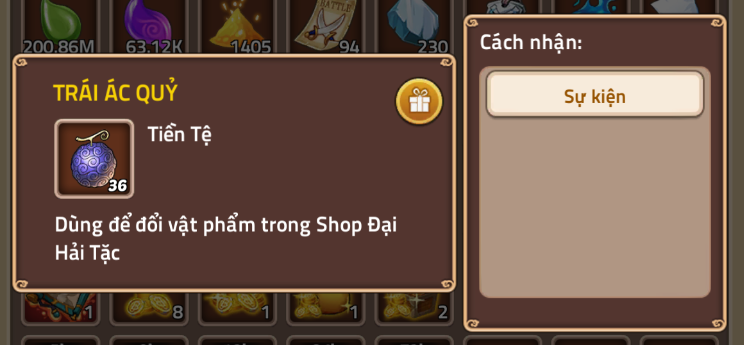 200.86M
63.12K
1405
BATTLE
94
230
TRÁI ÁC QUỶ
Tiền Tệ
36
Dùng để đổi vật phẩm trong Shop Đại
Hải Tặc
Cách nhận:
Sự kiện
1
8
1
1
2